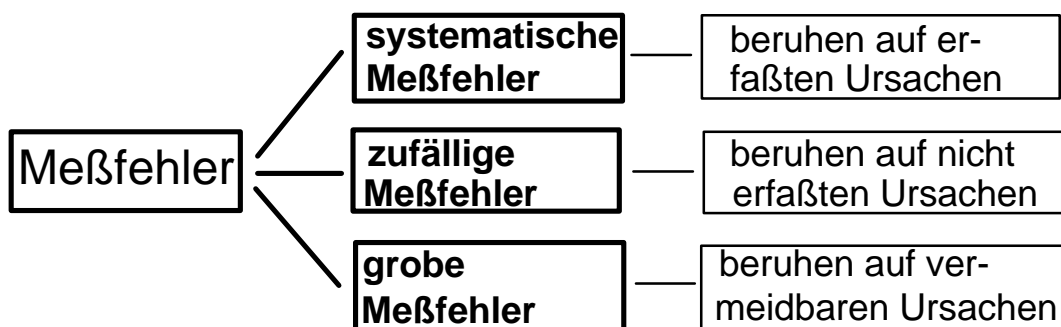 Meßfehler
systematische
Meßfehler
beruhen auf er-
faßten Ursachen
zufällige
Meßfehler
beruhen auf nicht
erfaßten Ursachen
grobe
Meßfehler
beruhen auf ver-
meidbaren Ursachen